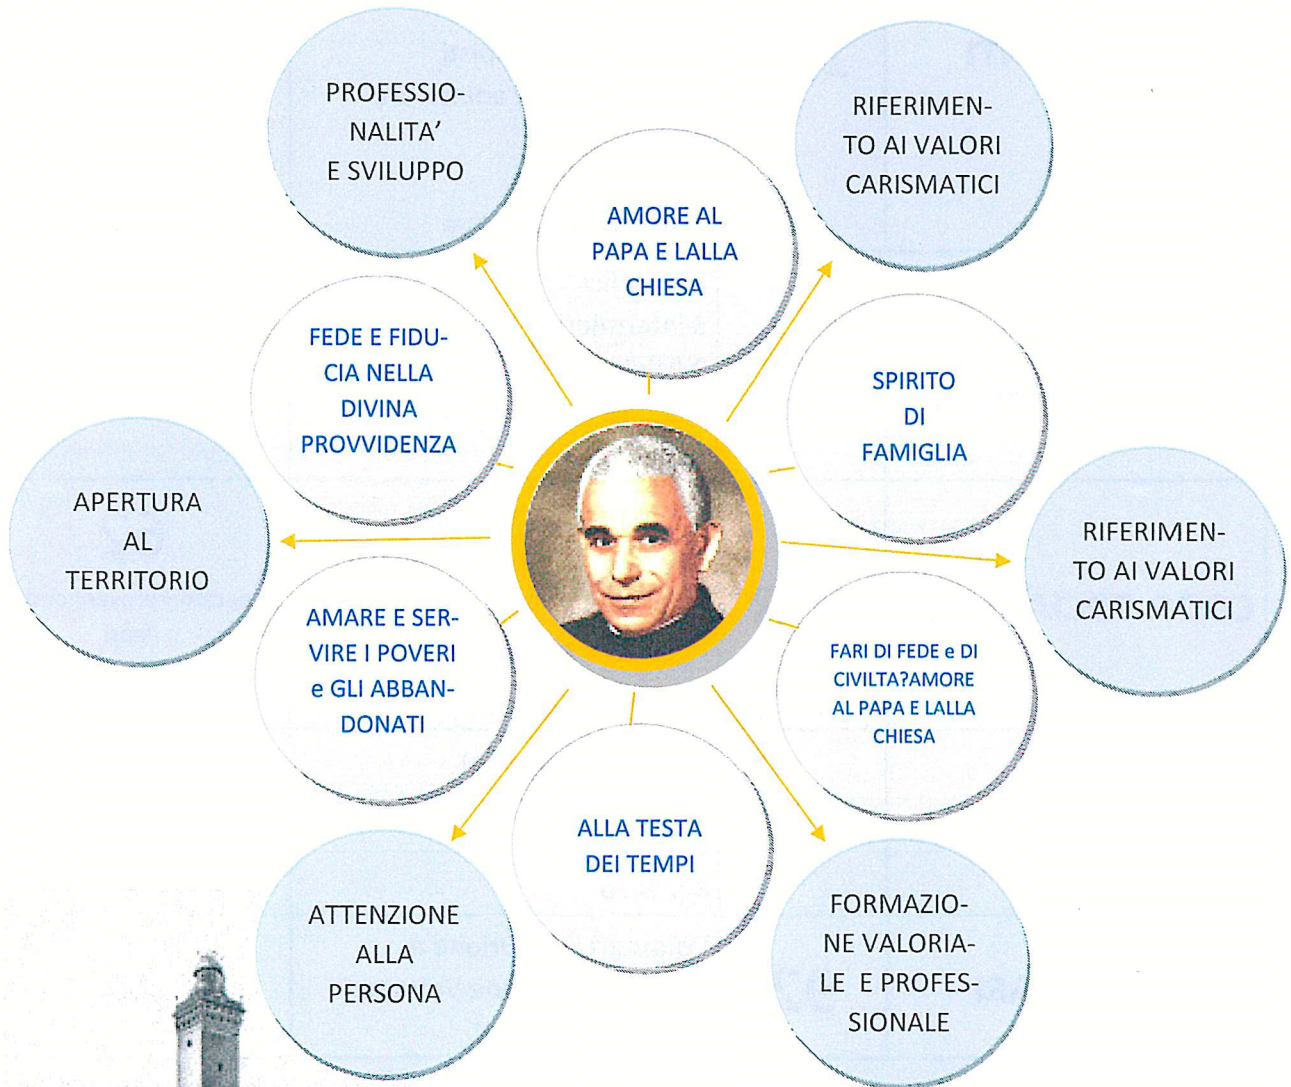 PROFESSIO-
NALITA'
E SVILUPPO
RIFERIMEN-
TO AI VALORI
CARISMATICI
AMORE AL
PAPA E LALLA
CHIESA
FEDE E FIDU-
CIA NELLA
DIVINA
PROVVIDENZA
SPIRITO
DI
FAMIGLIA
APERTURA
AL
TERRITORIO
RIFERIMEN-
TO AI VALORI
CARISMATICI
AMARE E SER-
VIRE I POVERI
e GLI ABBAN-
DONATI
FARI DI FEDE e DI
CIVILTA?AMORE
AL PAPA E LALLA
CHIESA
ALLA TESTA
DEI TEMPI
ATTENZIONE
ALLA
PERSONA
FORMAZIO-
NE VALORIA-
LE E PROFES-
SIONALE